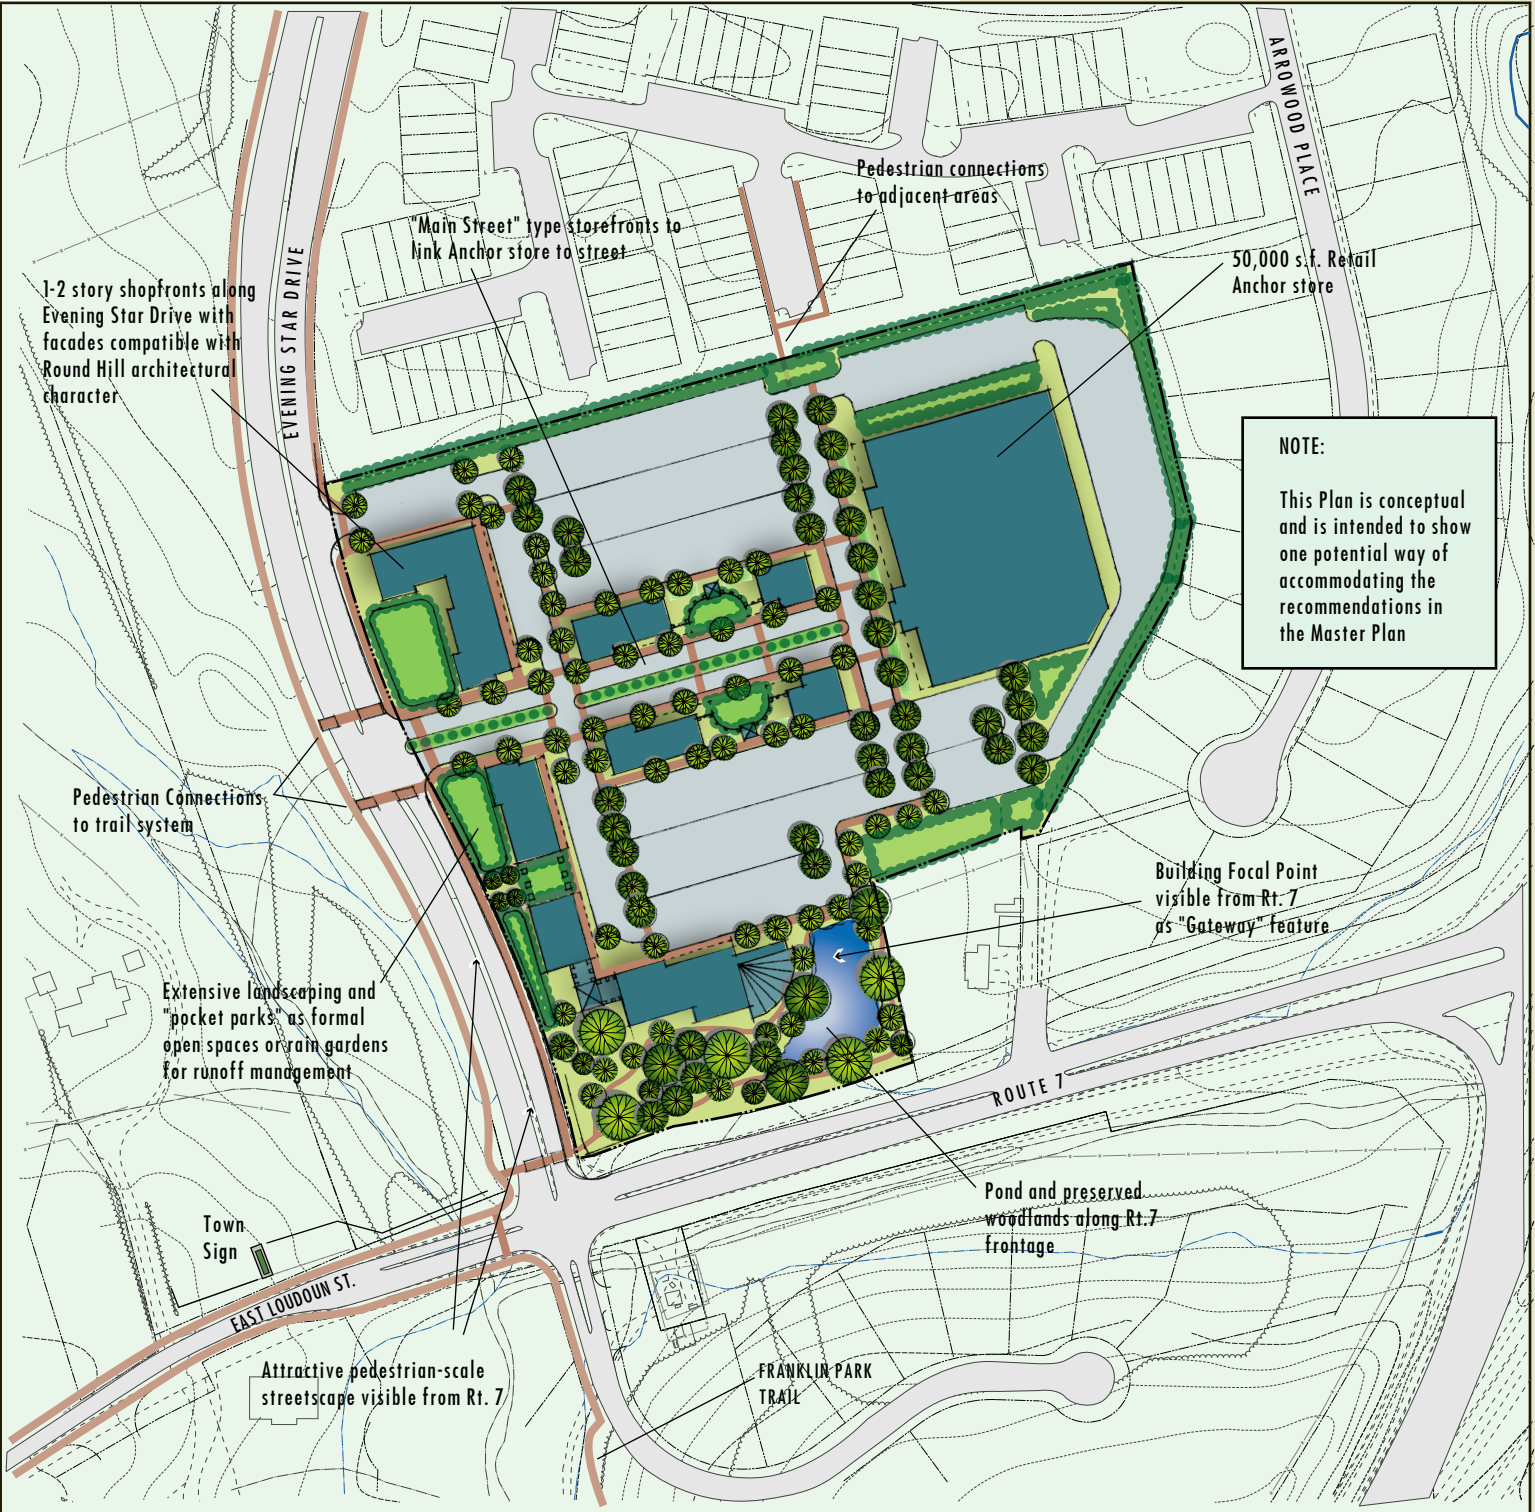 ARROWOOD PLACE
Pedestrian connections
to adjacent areas
"Main Street" type storefronts to
link Anchor store to street
50,000 s.f. Retail
Anchor store
EVENING STAR DRIVE
1-2 story shopfronts along
Evening Star Drive with
facades compatible with
Round Hill architectural
character
NOTE:
This Plan is conceptual
and is intended to show
one potential way of
accommodating the
recommendations in
the Master Plan
Pedestrian Connections
to trail system
Building Focal Point
visible from Rt. 7
as "Gateway" feature
Extensive landscaping and
"pocket parks" as formal
open spaces or rain gardens
for runoff management
ROUTE 7
Pond and preserved
woodlands along Rt.7
frontage
Town
Sign
EAST LOUDOUN ST.
Attractive pedestrian-scale
streetscape visible from Rt. 7
FRANKLIN PARK
TRAIL